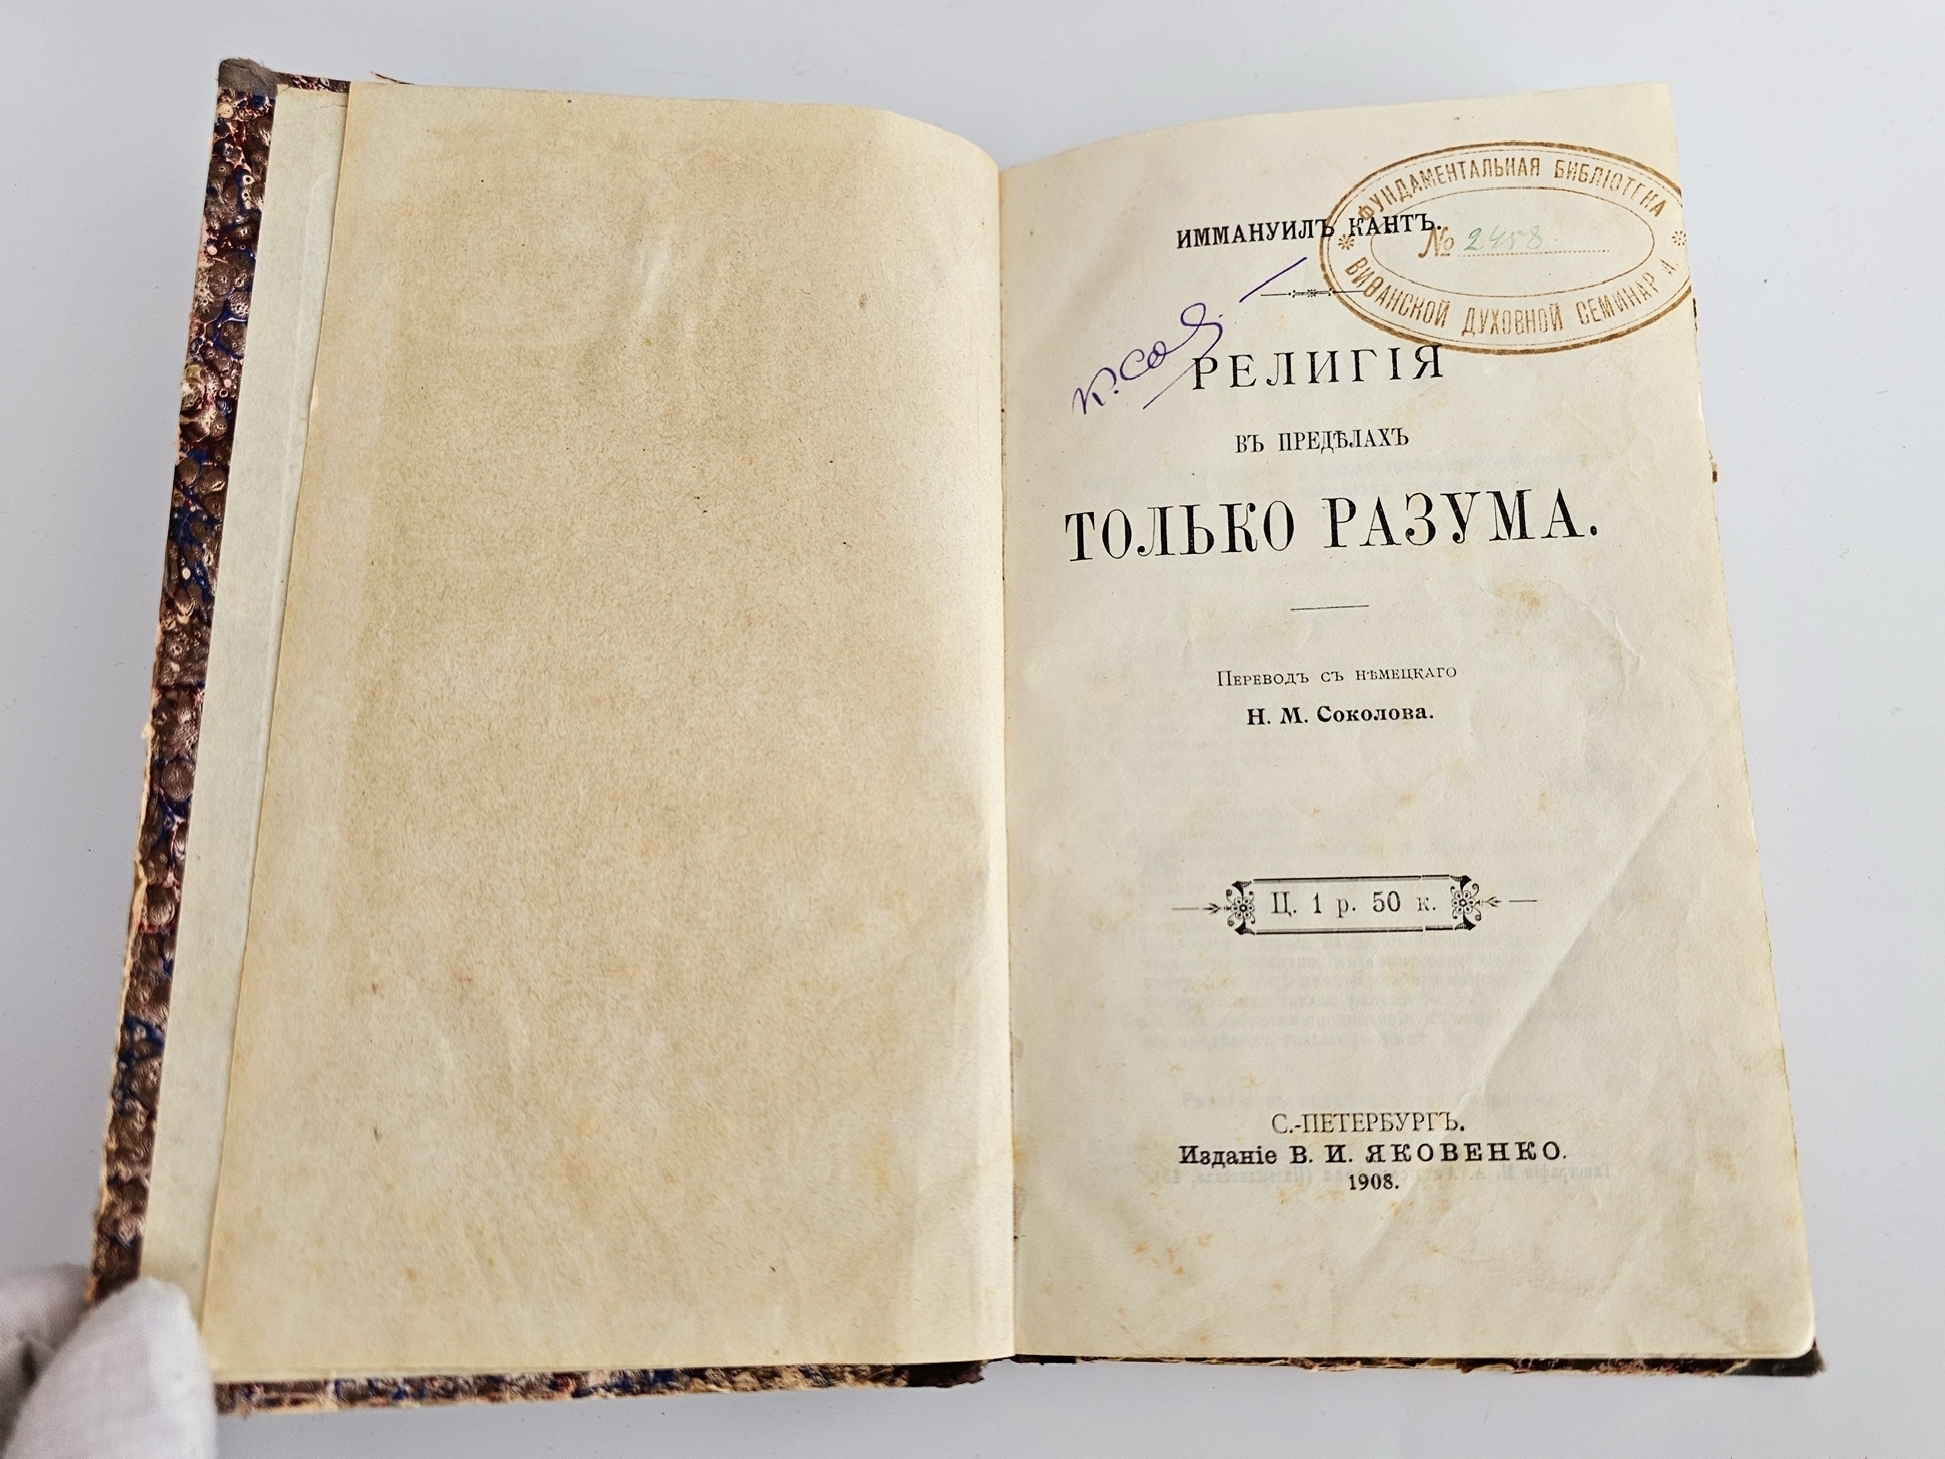 ФУНДАМЕНТАЛЬНАЯ БИБЛІОТЕКА
№ 2458
ВИѲАНСКОЙ ДУХОВНОЙ СЕМИНАРІИ
ИММАНУИЛЪ КАНТЪ.
РЕЛИГІЯ
ВЪ ПРЕДѢЛАХЪ
ТОЛЬКО РАЗУМА.
Переводъ съ нѣмецкаго
Н. М. Соколова.
Ц. 1 р. 50 к.
С.-ПЕТЕРБУРГЪ.
Изданіе В. И. ЯКОВЕНКО.
1908.